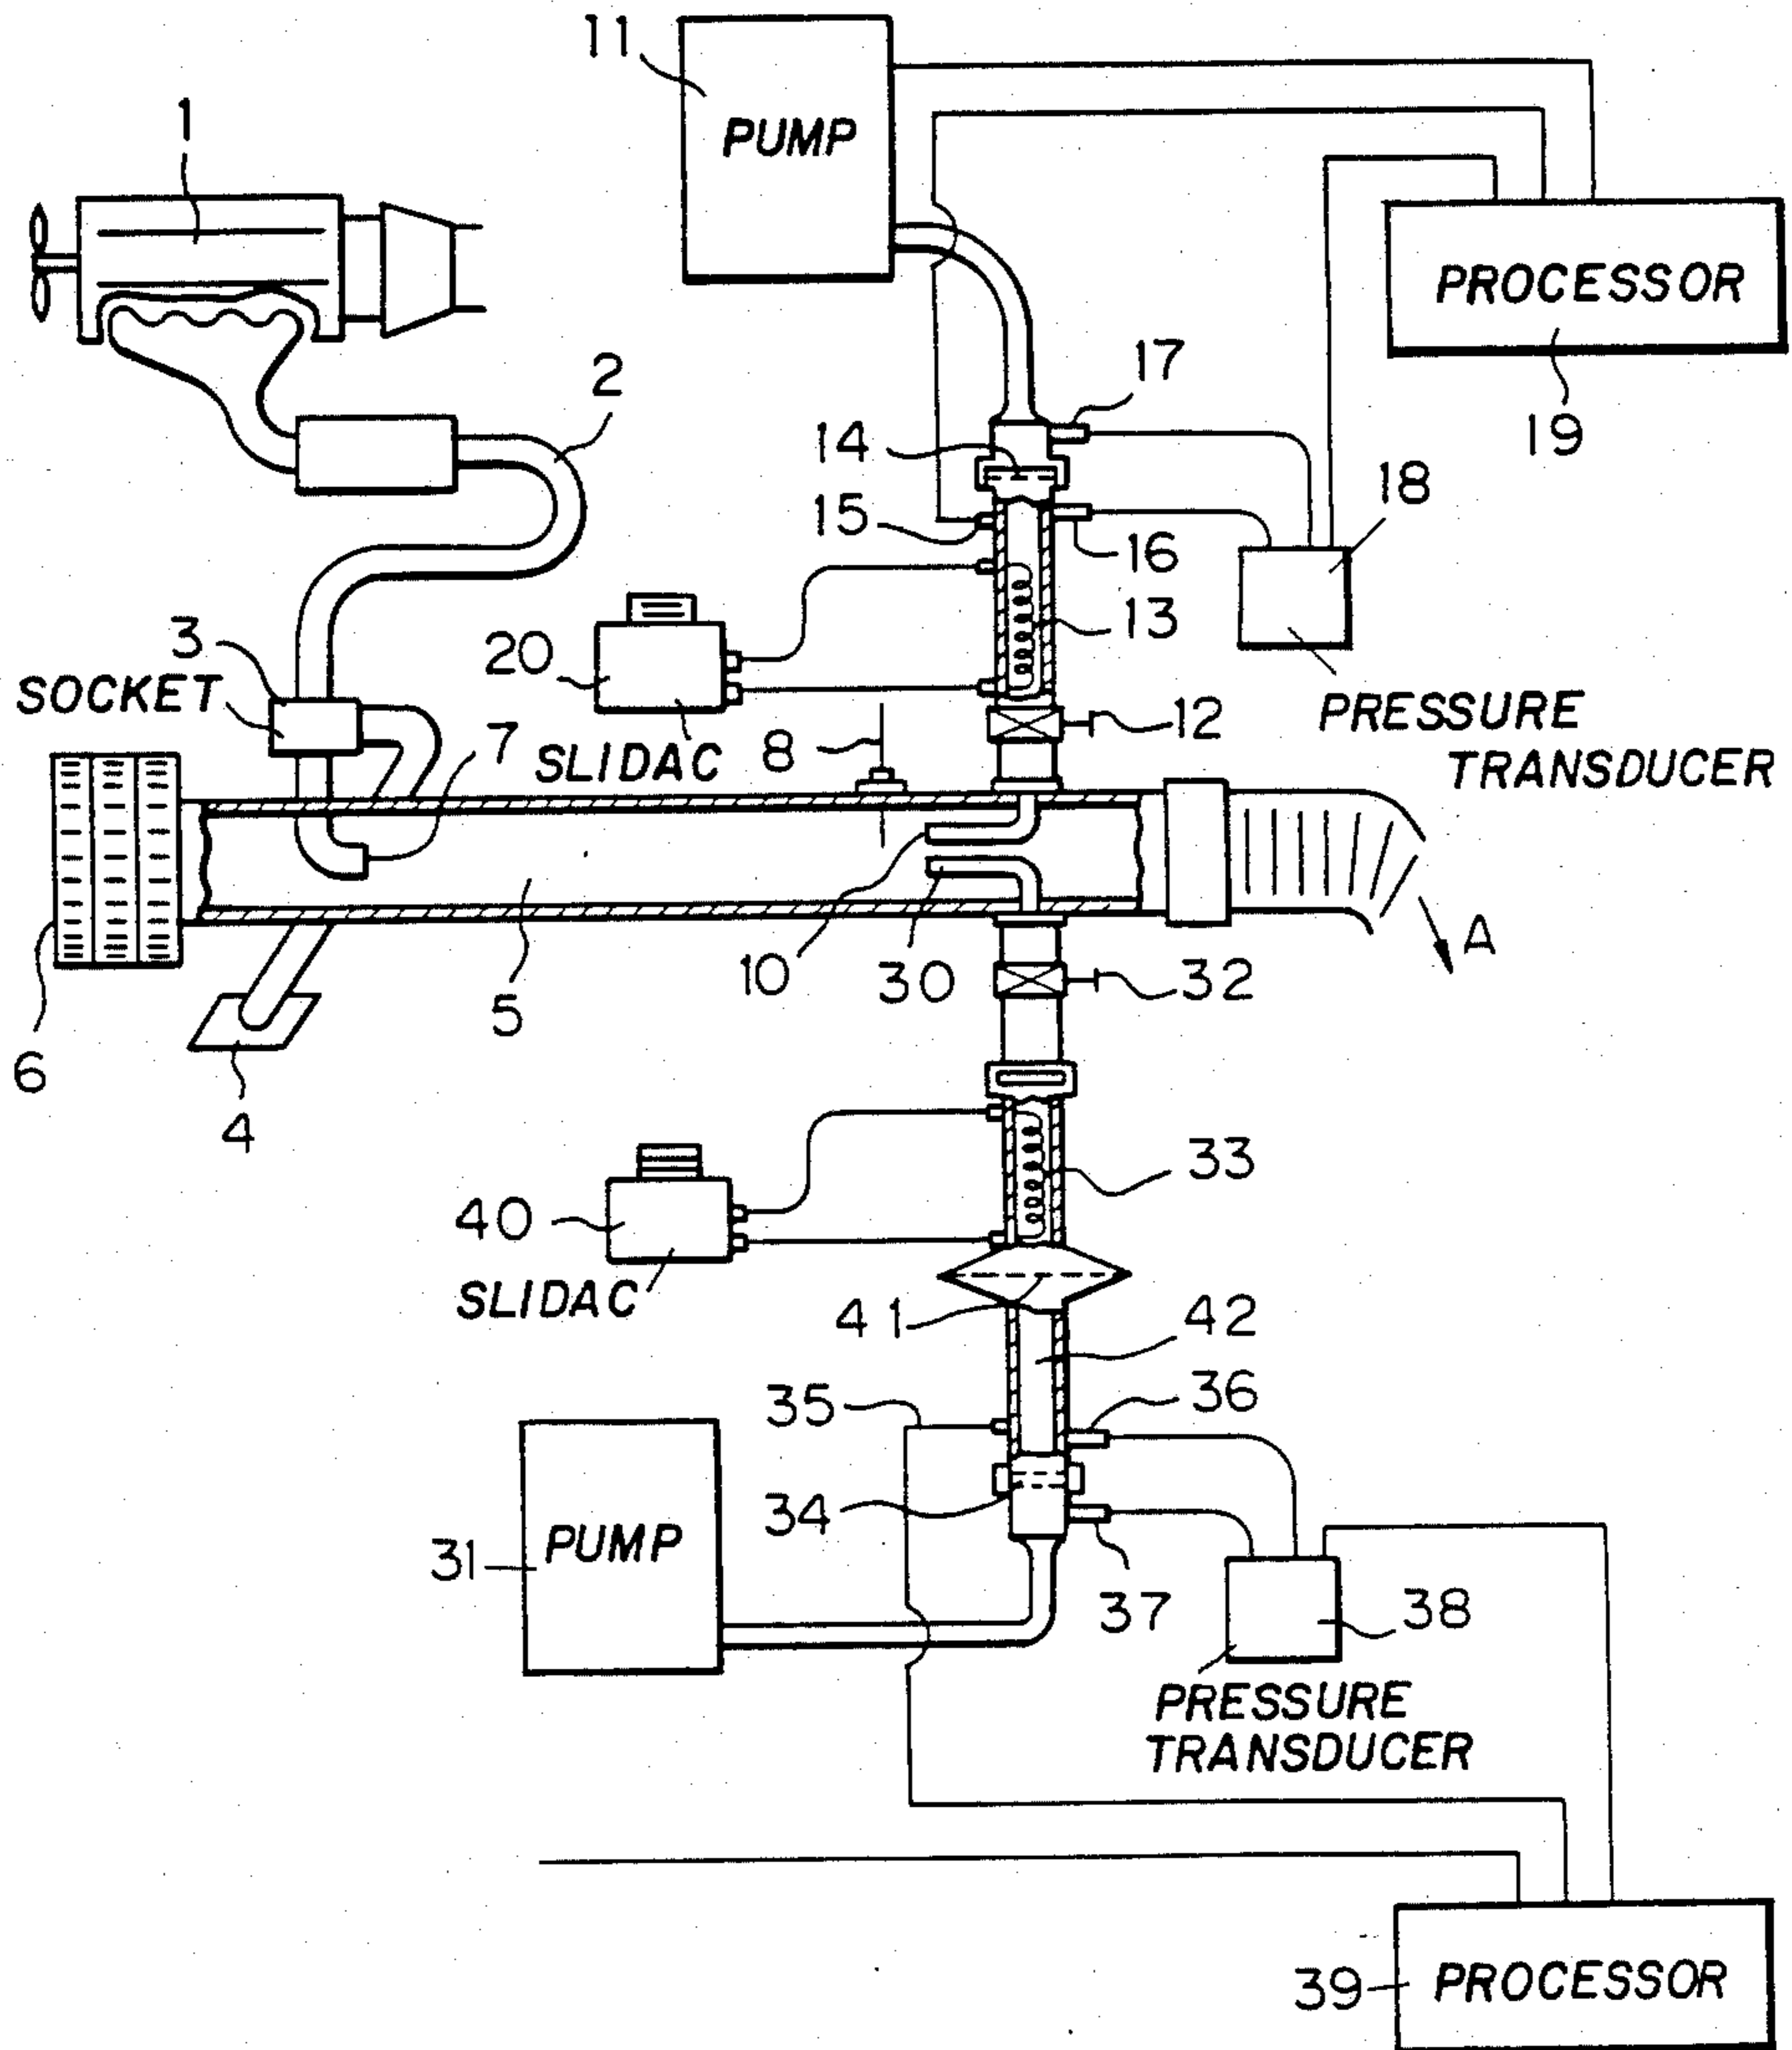 11
PUMP
1
PROCESSOR
19
2
17
14
15
16
18
13
3
SOCKET
20
SLIDAC
7
8
12
PRESSURE
TRANSDUCER
10
30
32
A
5
6
4
33
40
SLIDAC
41
42
35
36
34
31
PUMP
37
38
PRESSURE
TRANSDUCER
39
PROCESSOR